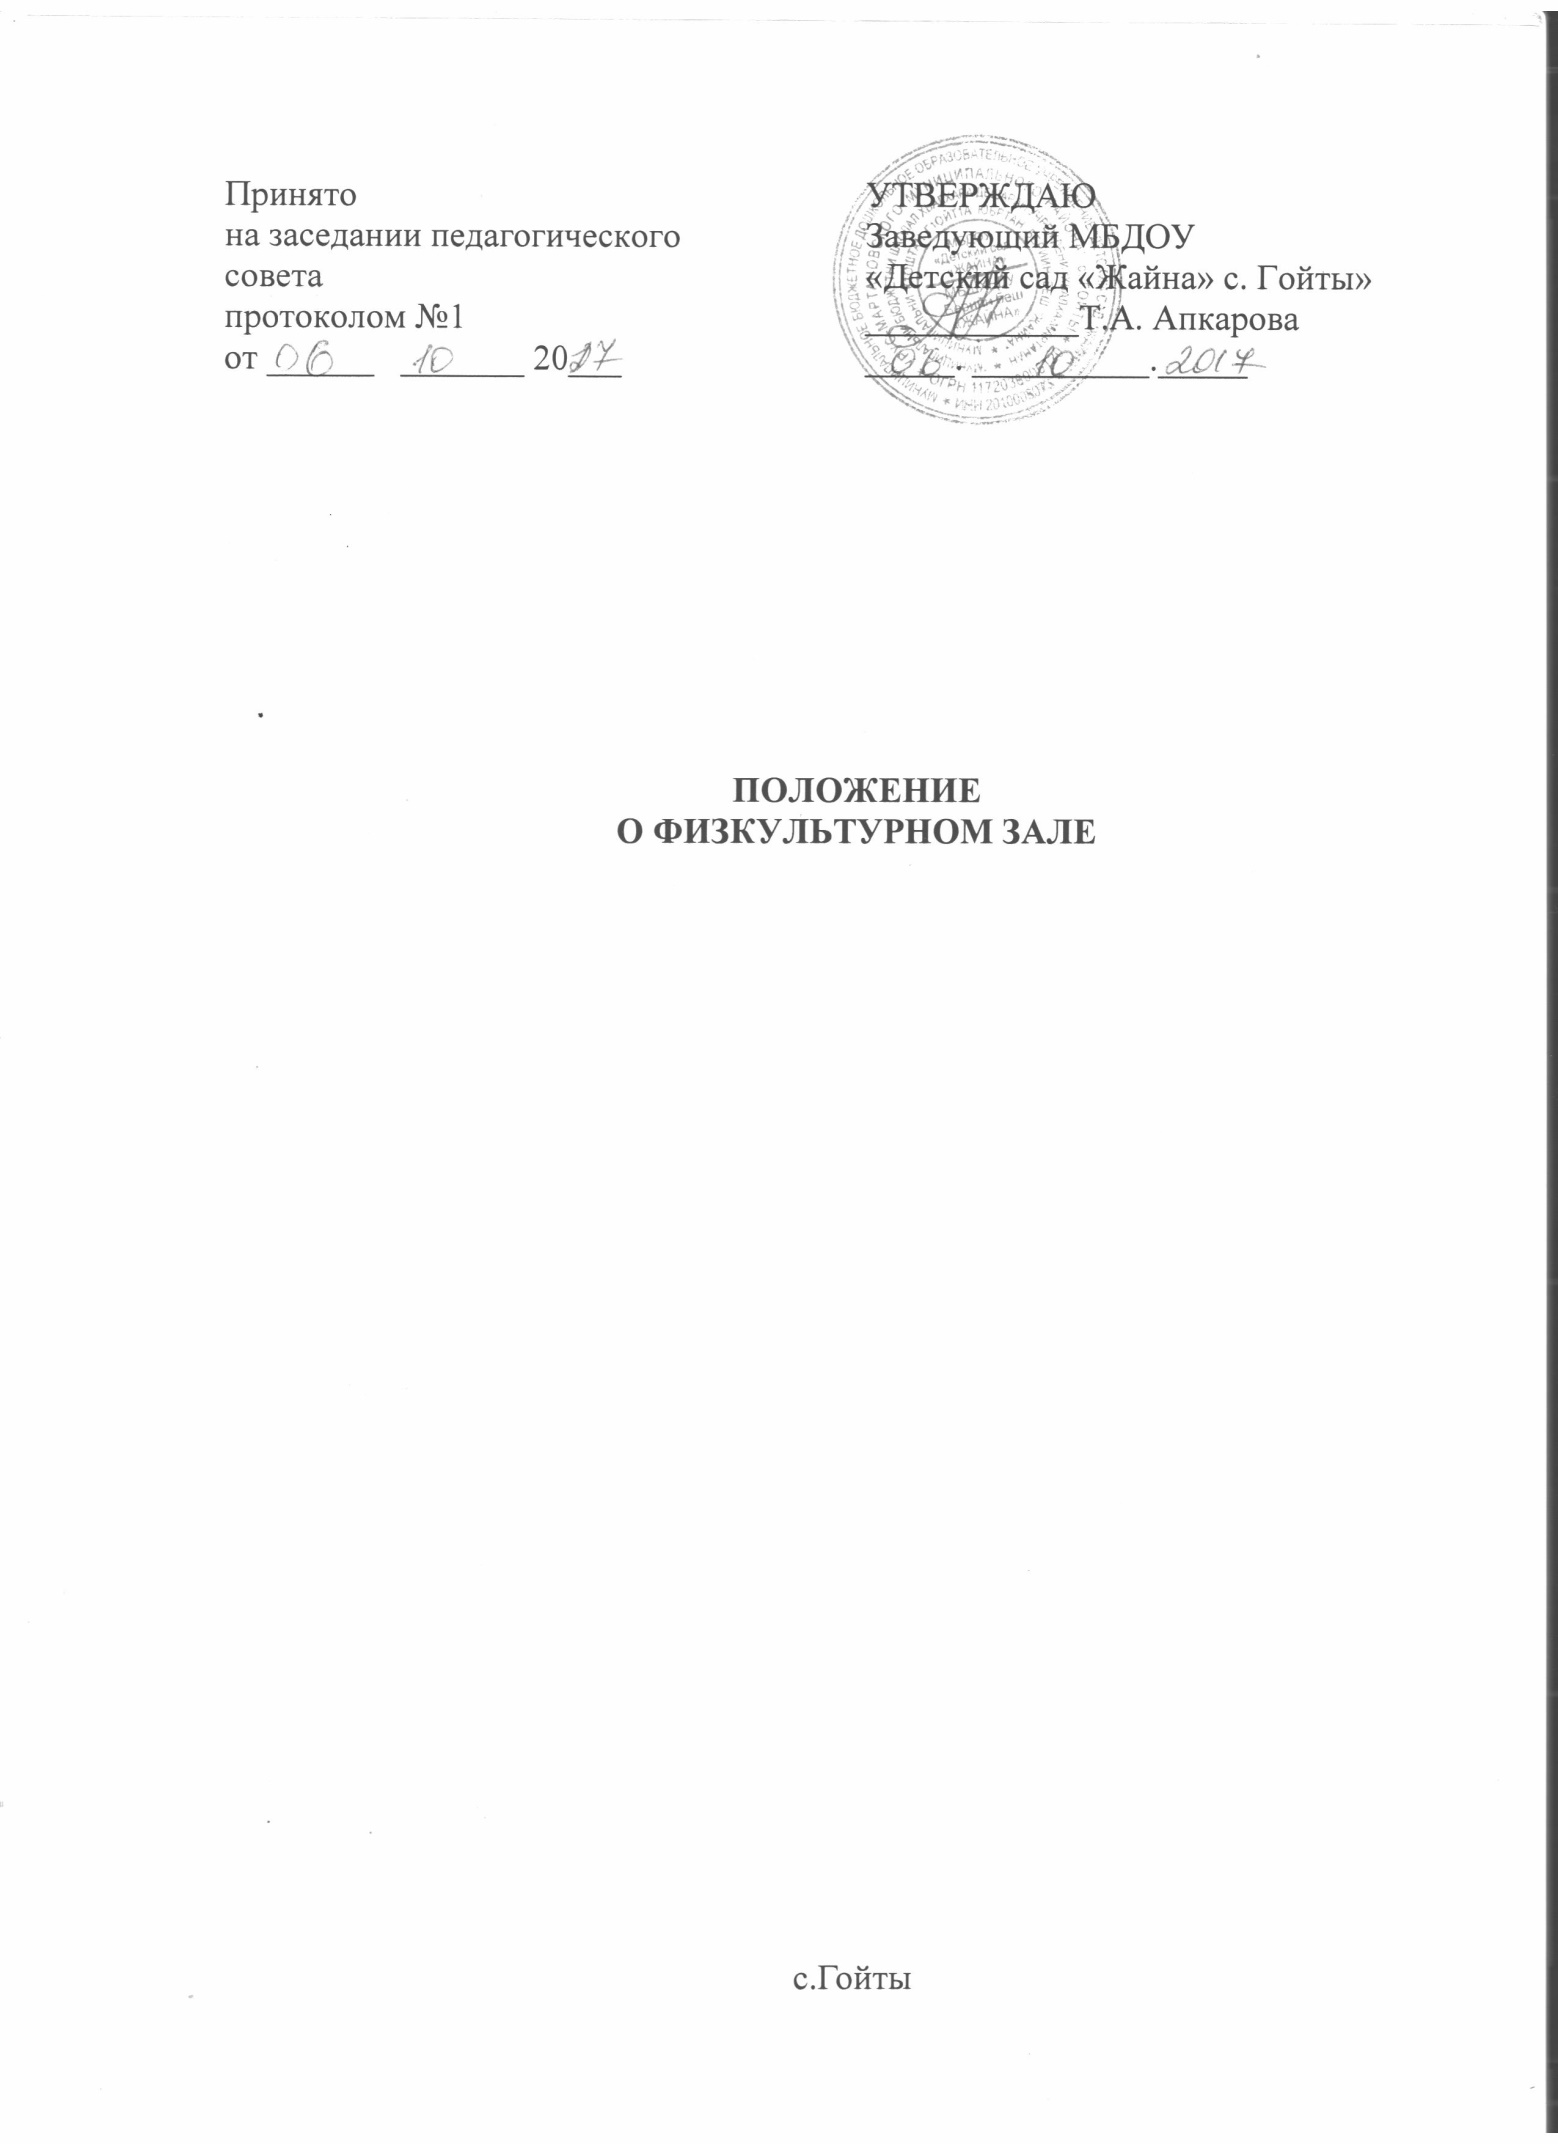 Принято
на заседании педагогического
совета
протоколом №1
от 06 10 2017
УТВЕРЖДАЮ
Заведующий МБДОУ
«Детский сад «Жайна» с. Гойты»
Т.А. Апкарова
06. 10.2017
ПОЛОЖЕНИЕ
О ФИЗКУЛЬТУРНОМ ЗАЛЕ
с.Гойты